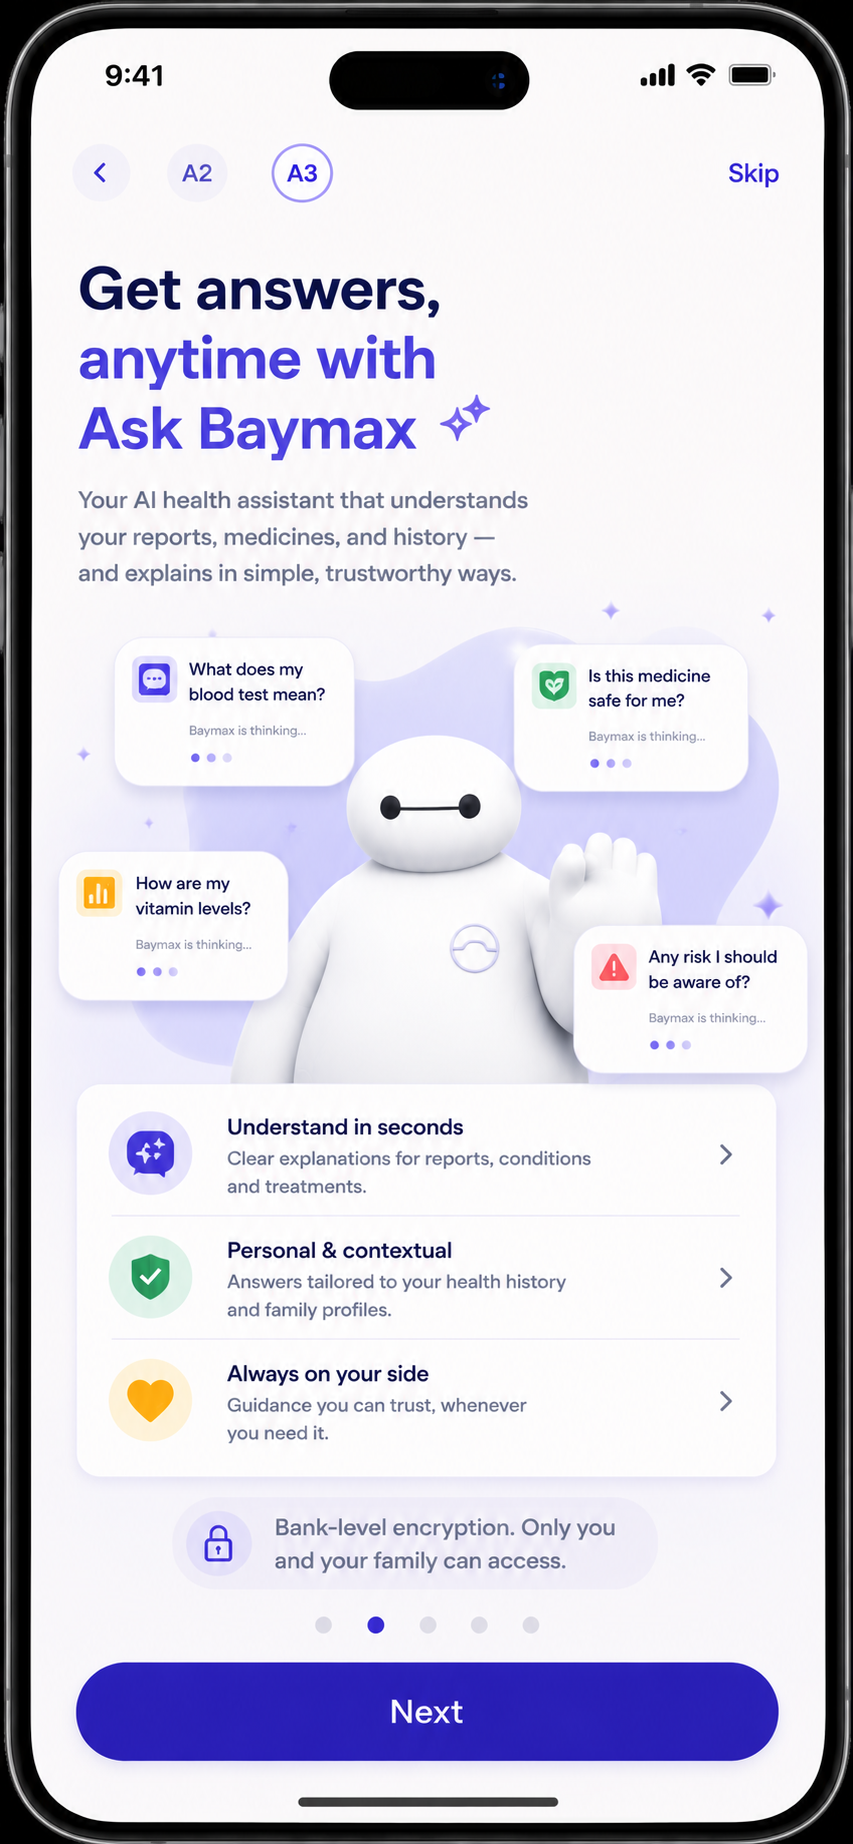 9:41
A2
A3
Skip
Get answers,
anytime with
Ask Baymax
Your AI health assistant that understands
your reports, medicines, and history —
and explains in simple, trustworthy ways.
What does my
blood test mean?
Baymax is thinking...
Is this medicine
safe for me?
Baymax is thinking...
How are my
vitamin levels?
Baymax is thinking...
Any risk I should
be aware of?
Baymax is thinking...
Understand in seconds
Clear explanations for reports, conditions
and treatments.
Personal & contextual
Answers tailored to your health history
and family profiles.
Always on your side
Guidance you can trust, whenever
you need it.
Bank-level encryption. Only you
and your family can access.
Next